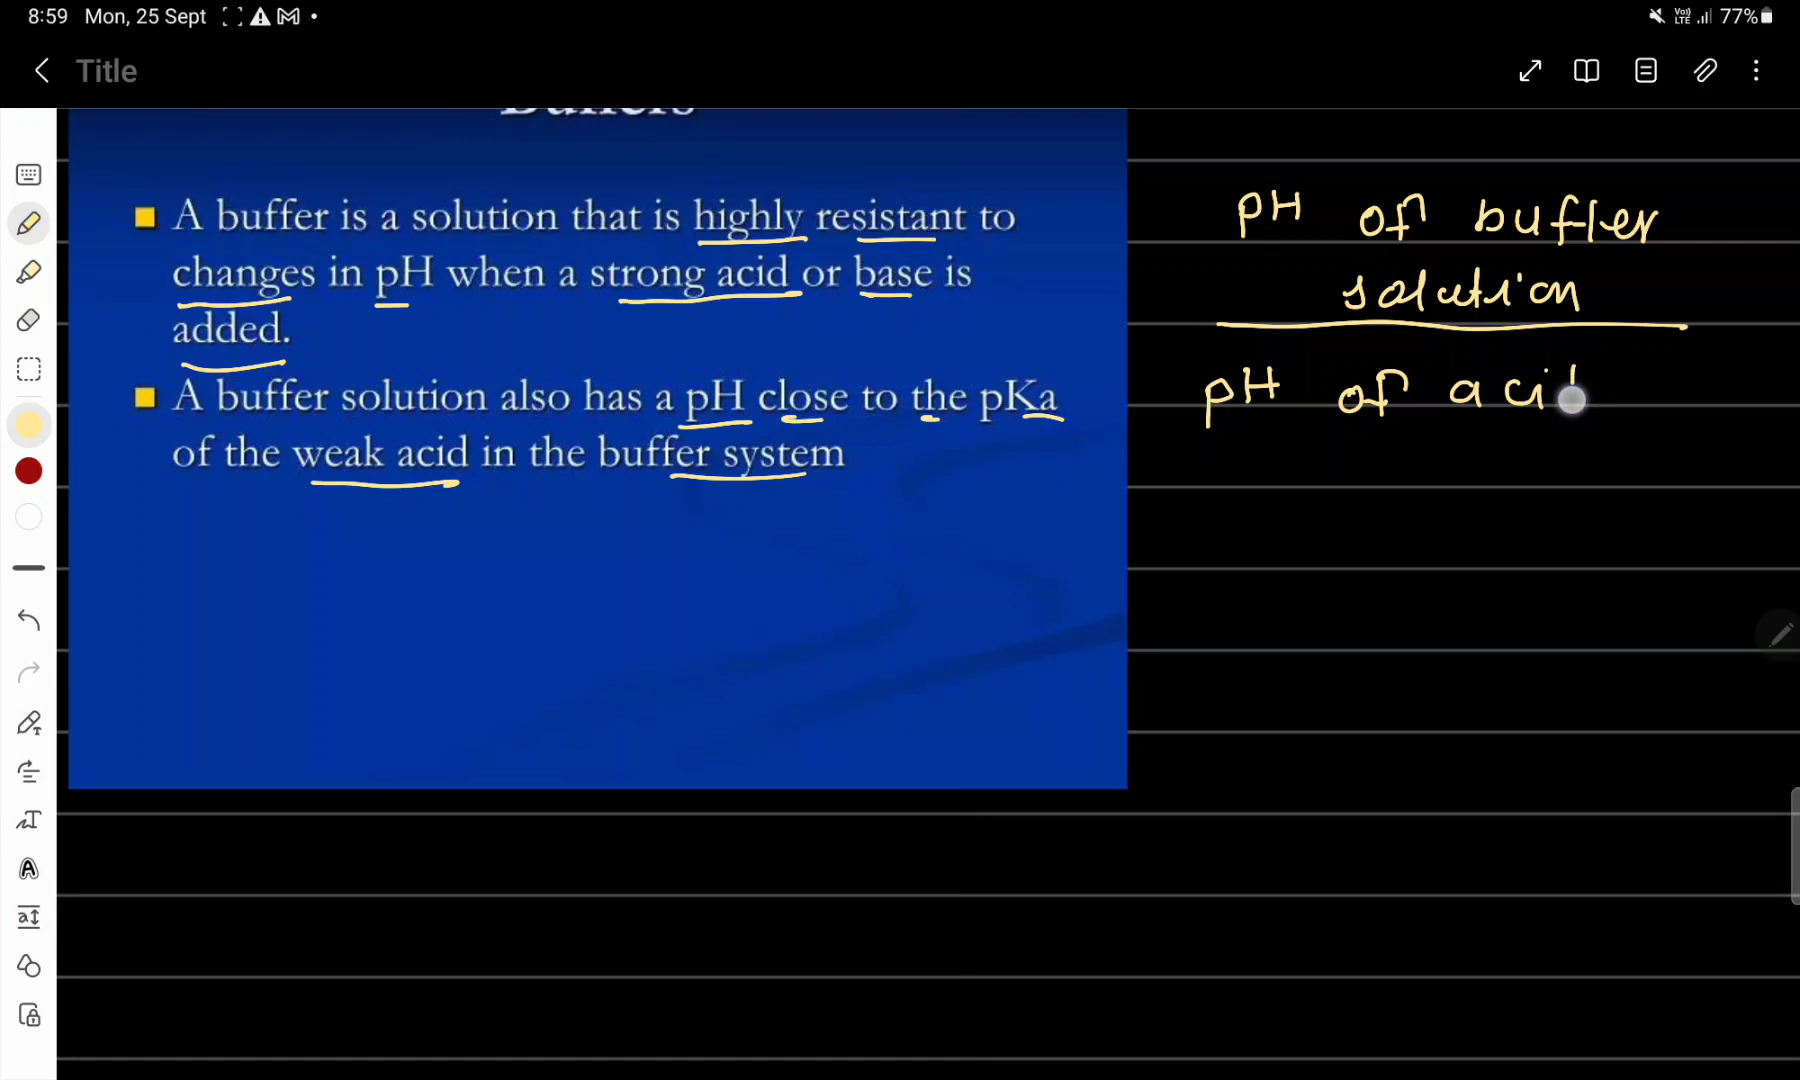 8:59 Mon, 25 Sept
77%
Title
Buffers
A buffer is a solution that is highly resistant to
changes in pH when a strong acid or base is
added.
A buffer solution also has a pH close to the pKa
of the weak acid in the buffer system
pH of buffer
solution
pH of acid